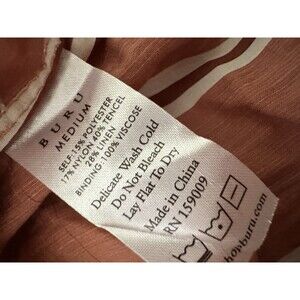 BURU
MEDIUM
SELF: 15% POLYESTER
17% NYLON 40% TENCEL
28% LINEN
BINDING: 100% VISCOSE
Delicate Wash Cold
Do Not Bleach
Lay Flat To Dry
Made in China
RN 159009
shopburu.com